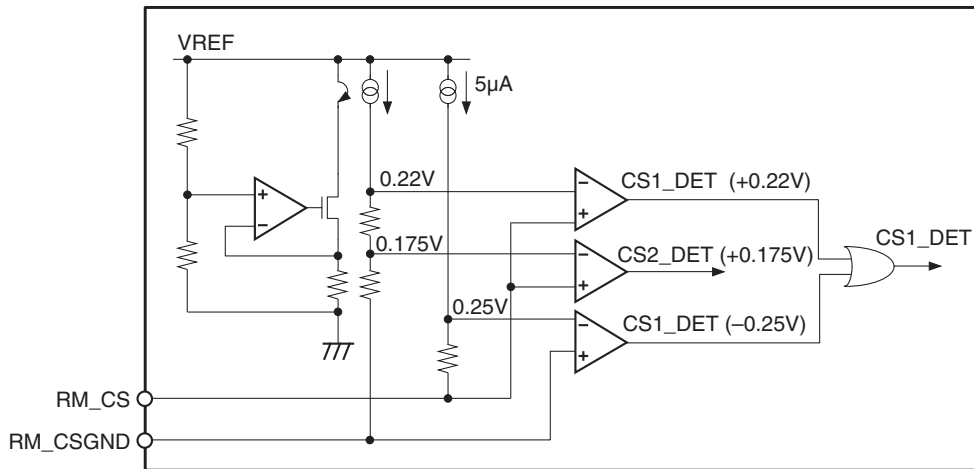 VREF
5µA
0.22V
CS1_DET (+0.22V)
+
−
−
+
0.175V
CS2_DET (+0.175V)
CS1_DET
−
+
0.25V
CS1_DET (–0.25V)
−
+
RM_CS
RM_CSGND